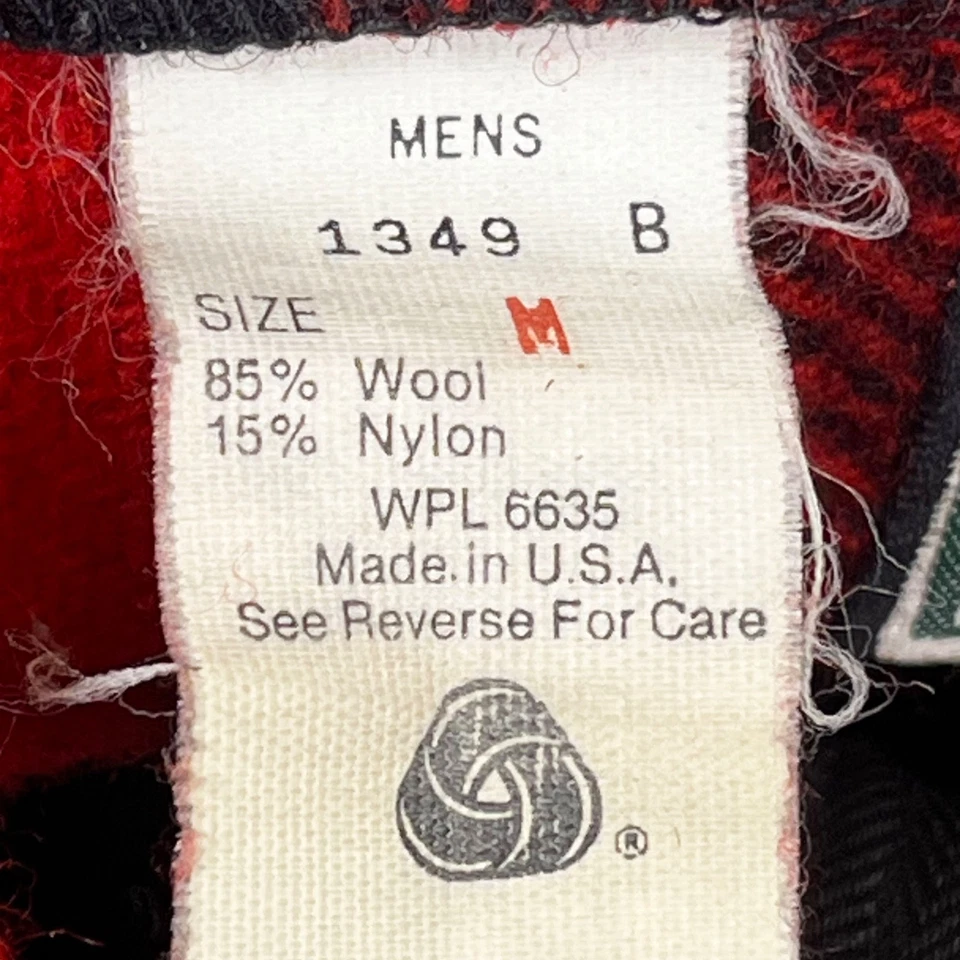 MENS
1349 B
SIZE M
85% Wool
15% Nylon
WPL 6635
Made in U.S.A.
See Reverse For Care
®